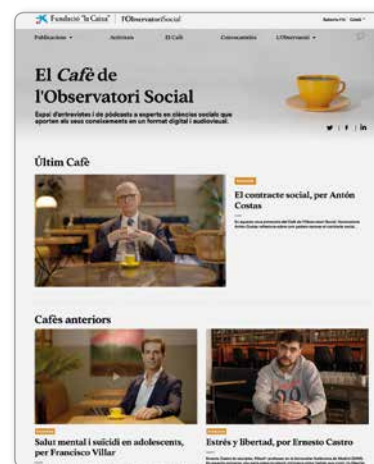 Fundació "la Caixa" l'ObservatoriSocial
Publicacions Activitats El Cafè Convocatòries L'Observatori
El Cafè de
l'Observatori Social
Espai d'entrevistes i de pòdcasts a experts en ciències socials que
aporten els seus coneixements en un format digital i audiovisual.
Últim Cafè
El contracte social, per Antón
Costas
Cafès anteriors
Salut mental i suïcidi en adolescents,
per Francisco Villar
Estrés y libertad, por Ernesto Castro